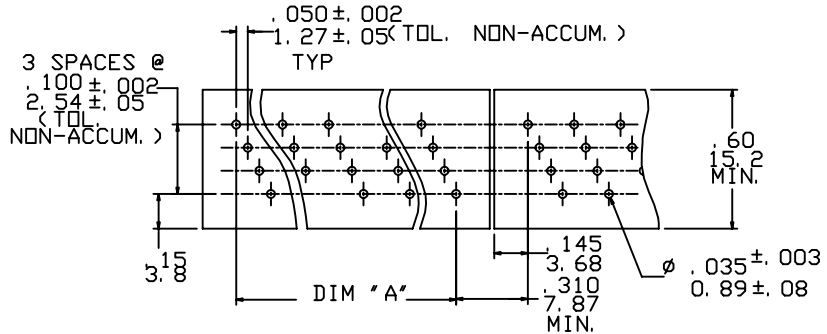 .050±.002
1.27±.05(TOL. NON-ACCUM.)
TYP
3 SPACES @
.100±.002
2.54±.05
(TOL.
NON-ACCUM.)
.60
15.2
MIN.
.15
3.8
.145
3.68
.310
7.87
MIN.
DIM "A"
ø .035±.003
0.89±.08